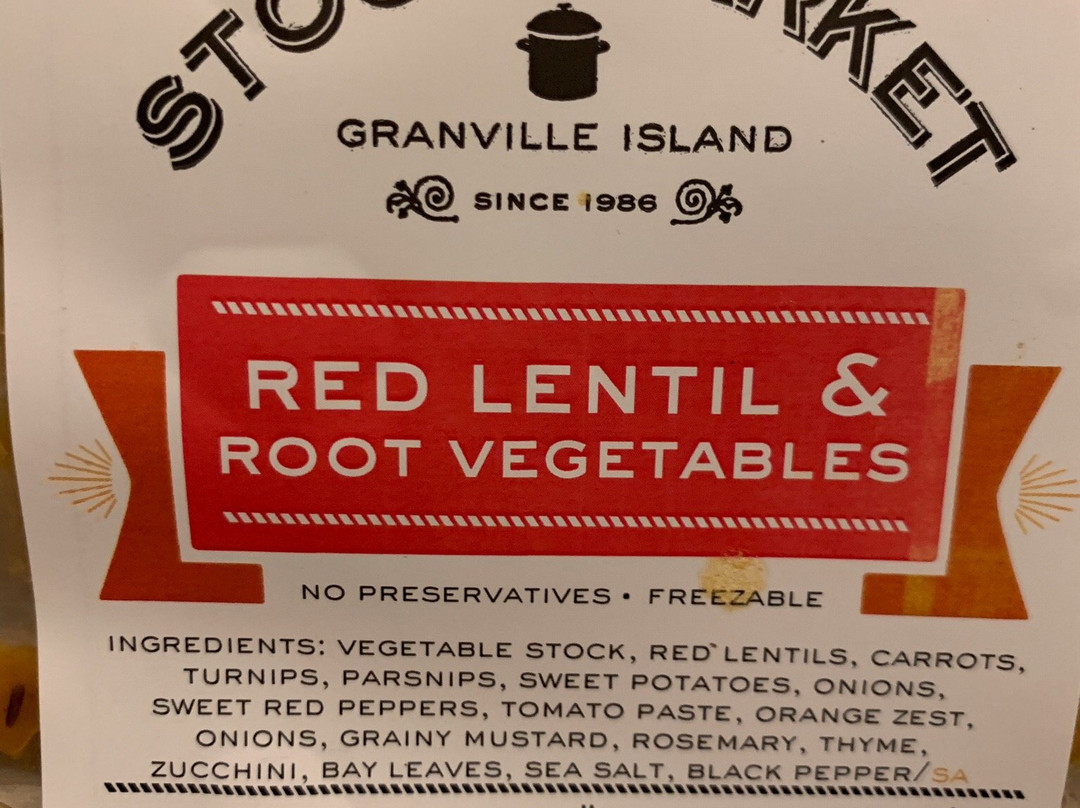 MARKET
GRANVILLE ISLAND
SINCE 1986
RED LENTIL &
ROOT VEGETABLES
NO PRESERVATIVES • FREEZABLE
INGREDIENTS: VEGETABLE STOCK, RED LENTILS, CARROTS,
TURNIPS, PARSNIPS, SWEET POTATOES, ONIONS,
SWEET RED PEPPERS, TOMATO PASTE, ORANGE ZEST,
ONIONS, GRAINY MUSTARD, ROSEMARY, THYME,
ZUCCHINI, BAY LEAVES, SEA SALT, BLACK PEPPER/SA